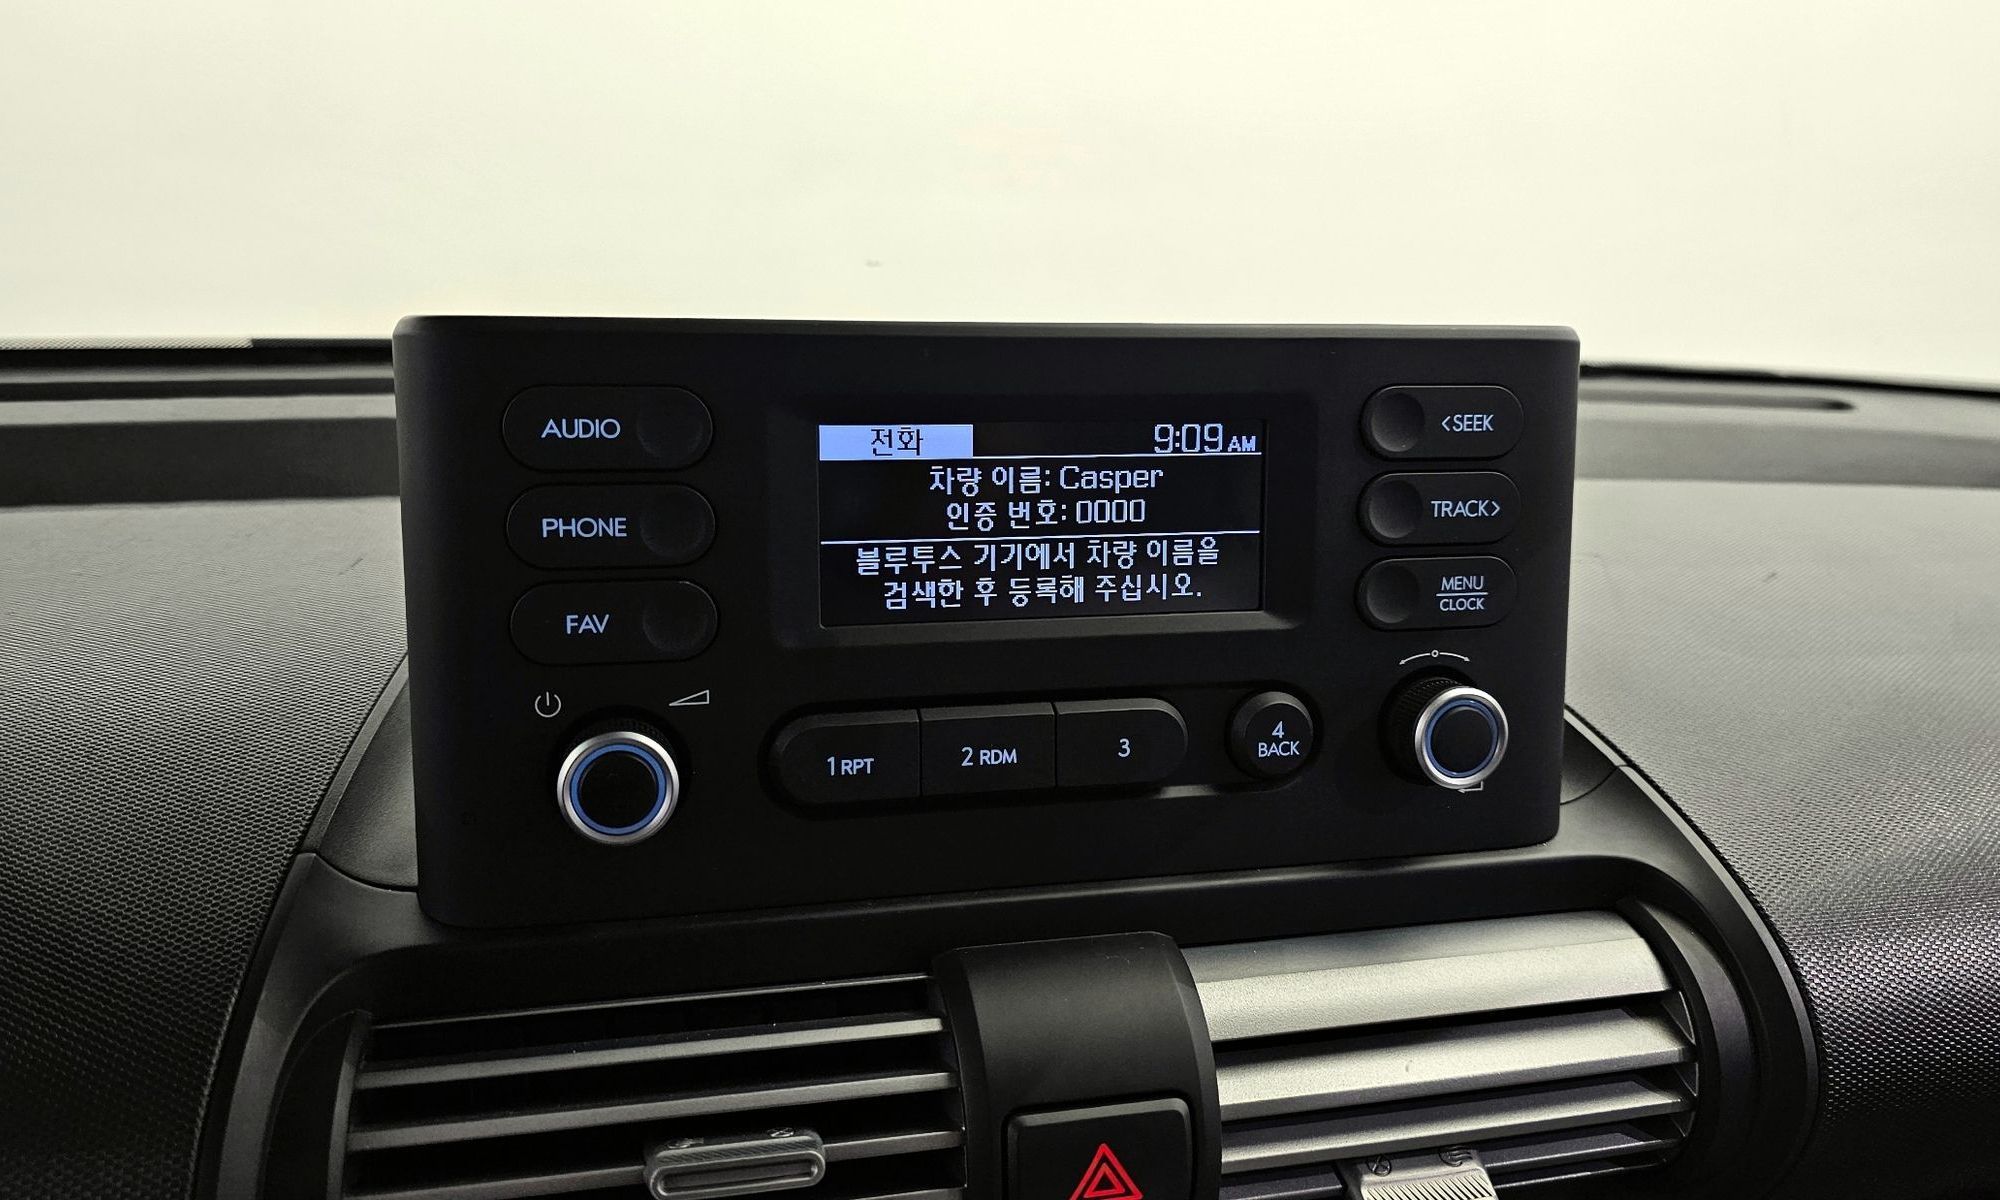 AUDIO
PHONE
FAV
전화 9:09 AM
차량 이름: Casper
인증 번호: 0000
블루투스 기기에서 차량 이름을
검색한 후 등록해 주십시오.
<SEEK
TRACK>
MENU
CLOCK
1 RPT
2 RDM
3
4
BACK